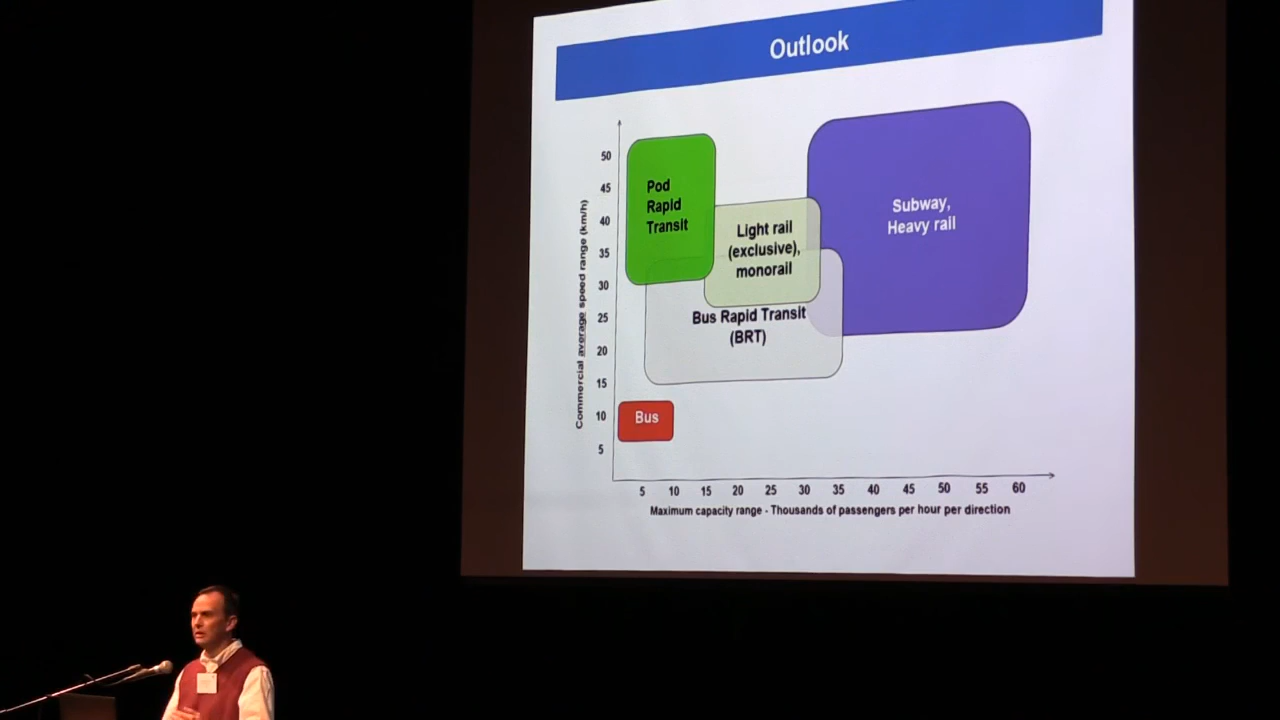 Outlook
Commercial average speed range (km/h)
50
45
40
35
30
25
20
15
10
5
Pod
Rapid
Transit
Light rail
(exclusive),
monorail
Subway,
Heavy rail
Bus Rapid Transit
(BRT)
Bus
5 10 15 20 25 30 35 40 45 50 55 60
Maximum capacity range - Thousands of passengers per hour per direction